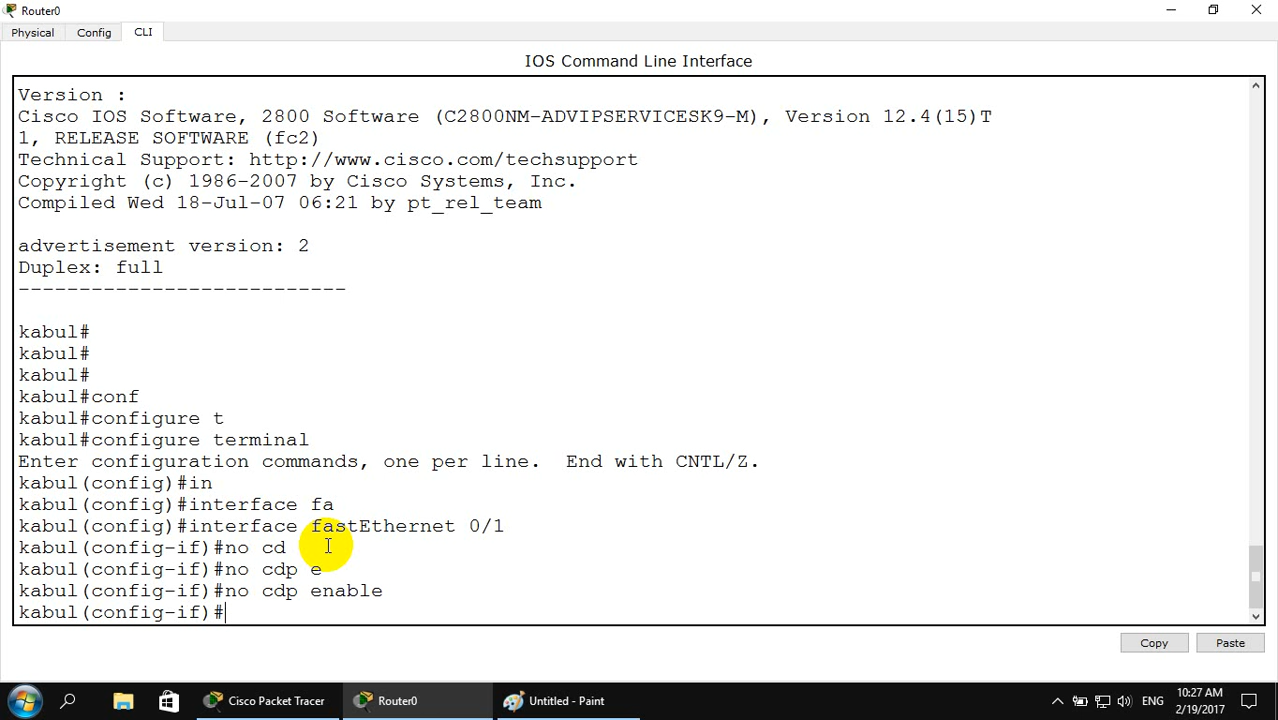 Router0
Physical Config CLI
IOS Command Line Interface
Version :
Cisco IOS Software, 2800 Software (C2800NM-ADVIPSERVICESK9-M), Version 12.4(15)T
1, RELEASE SOFTWARE (fc2)
Technical Support: http://www.cisco.com/techsupport
Copyright (c) 1986-2007 by Cisco Systems, Inc.
Compiled Wed 18-Jul-07 06:21 by pt_rel_team
advertisement version: 2
Duplex: full
---------------------------
kabul#
kabul#
kabul#
kabul#conf
kabul#configure t
kabul#configure terminal
Enter configuration commands, one per line.  End with CNTL/Z.
kabul(config)#in
kabul(config)#interface fa
kabul(config)#interface fastEthernet 0/1
kabul(config-if)#no cd
kabul(config-if)#no cdp e
kabul(config-if)#no cdp enable
kabul(config-if)#
Copy Paste
Cisco Packet Tracer Router0 Untitled - Paint ENG 10:27 AM
2/19/2017